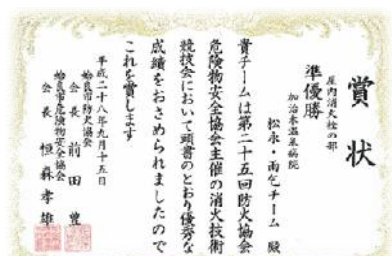 賞状
屋内消火栓の部
準優勝
加治木温泉病院
松永・雨乞チーム 殿
貴チームは第二十五回防火協会
危険物安全協会主催の消火技術
競技会において頭書のとおり優秀な
成績をおさめられましたので
これを賞します
平成二十八年九月十五日
姶良市防火協会
会長 前田 豊
姶良市危険物安全協会
会長 恒森孝雄